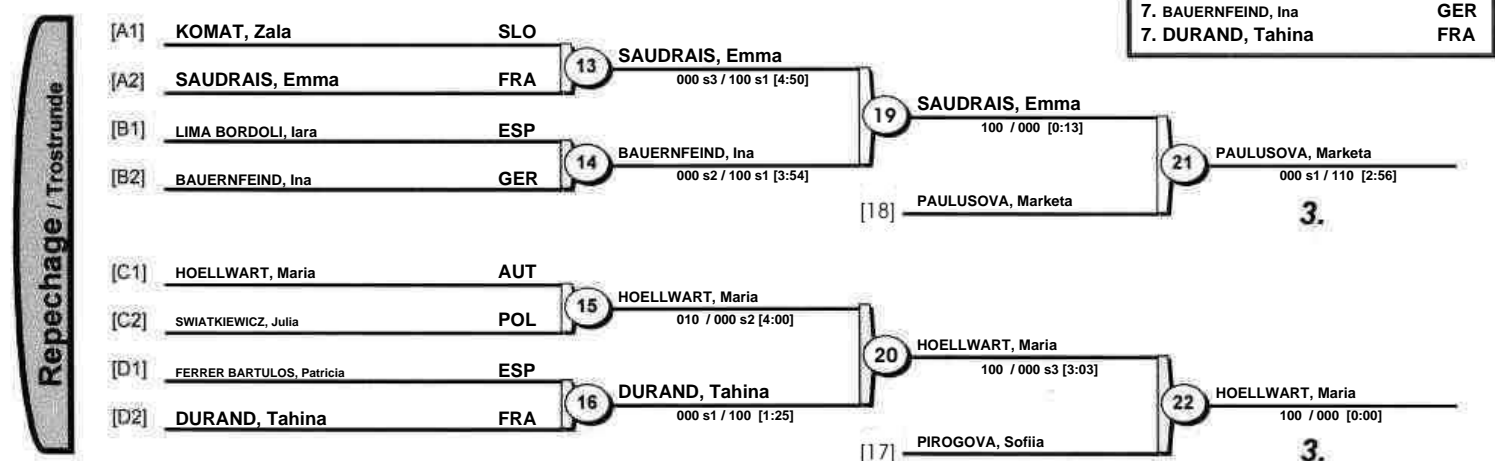 7. BAUERNFEIND, Ina GER
7. DURAND, Tahina FRA
Repechage / Trostrunde
[A1] KOMAT, Zala SLO
13 SAUDRAIS, Emma
000 s3 / 100 s1 [4:50]
[A2] SAUDRAIS, Emma FRA
19 SAUDRAIS, Emma
100 / 000 [0:13]
[B1] LIMA BORDOLI, Iara ESP
14 BAUERNFEIND, Ina
000 s2 / 100 s1 [3:54]
21 PAULUSOVA, Marketa
000 s1 / 110 [2:56]
[B2] BAUERNFEIND, Ina GER
[18] PAULUSOVA, Marketa
3.
[C1] HOELLWART, Maria AUT
15 HOELLWART, Maria
010 / 000 s2 [4:00]
[C2] SWIATKIEWICZ, Julia POL
20 HOELLWART, Maria
100 / 000 s3 [3:03]
[D1] FERRER BARTULOS, Patricia ESP
16 DURAND, Tahina
000 s1 / 100 [1:25]
22 HOELLWART, Maria
100 / 000 [0:00]
[D2] DURAND, Tahina FRA
[17] PIROGOVA, Sofiia
3.